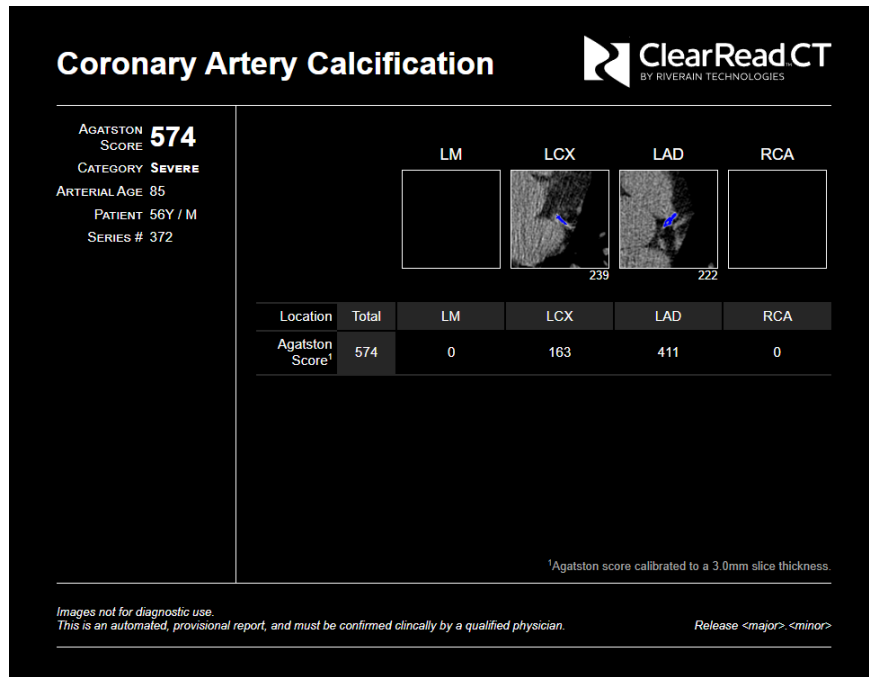 Coronary Artery Calcification
ClearRead CT
BY RIVERAIN TECHNOLOGIES
AGATSTON SCORE 574
CATEGORY SEVERE
ARTERIAL AGE 85
PATIENT 56Y / M
SERIES # 372
LM LCX LAD RCA
239 222
Location Total LM LCX LAD RCA
Agatston Score¹ 574 0 163 411 0
¹Agatston score calibrated to a 3.0mm slice thickness.
Images not for diagnostic use.
This is an automated, provisional report, and must be confirmed clincally by a qualified physician.
Release <major>.<minor>